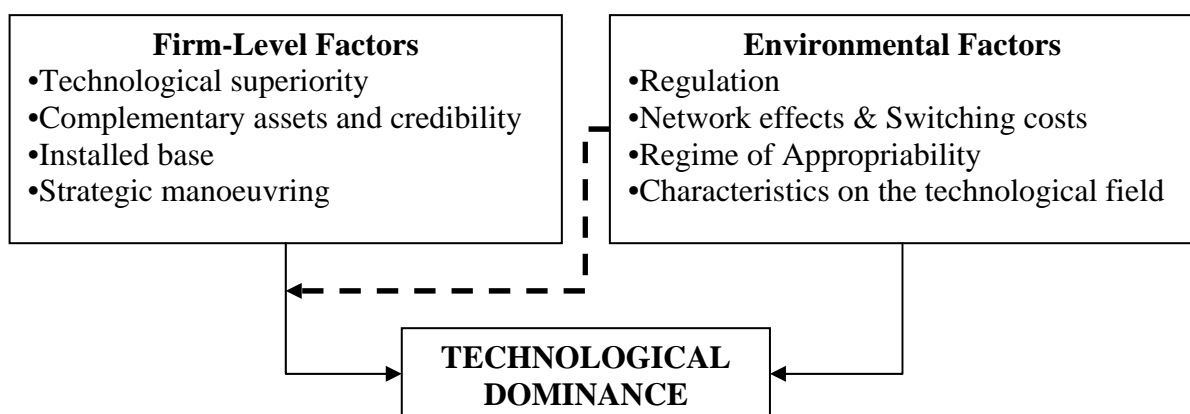 Firm-Level Factors
•Technological superiority
•Complementary assets and credibility
•Installed base
•Strategic manoeuvring
Environmental Factors
•Regulation
•Network effects & Switching costs
•Regime of Appropriability
•Characteristics on the technological field
TECHNOLOGICAL
DOMINANCE